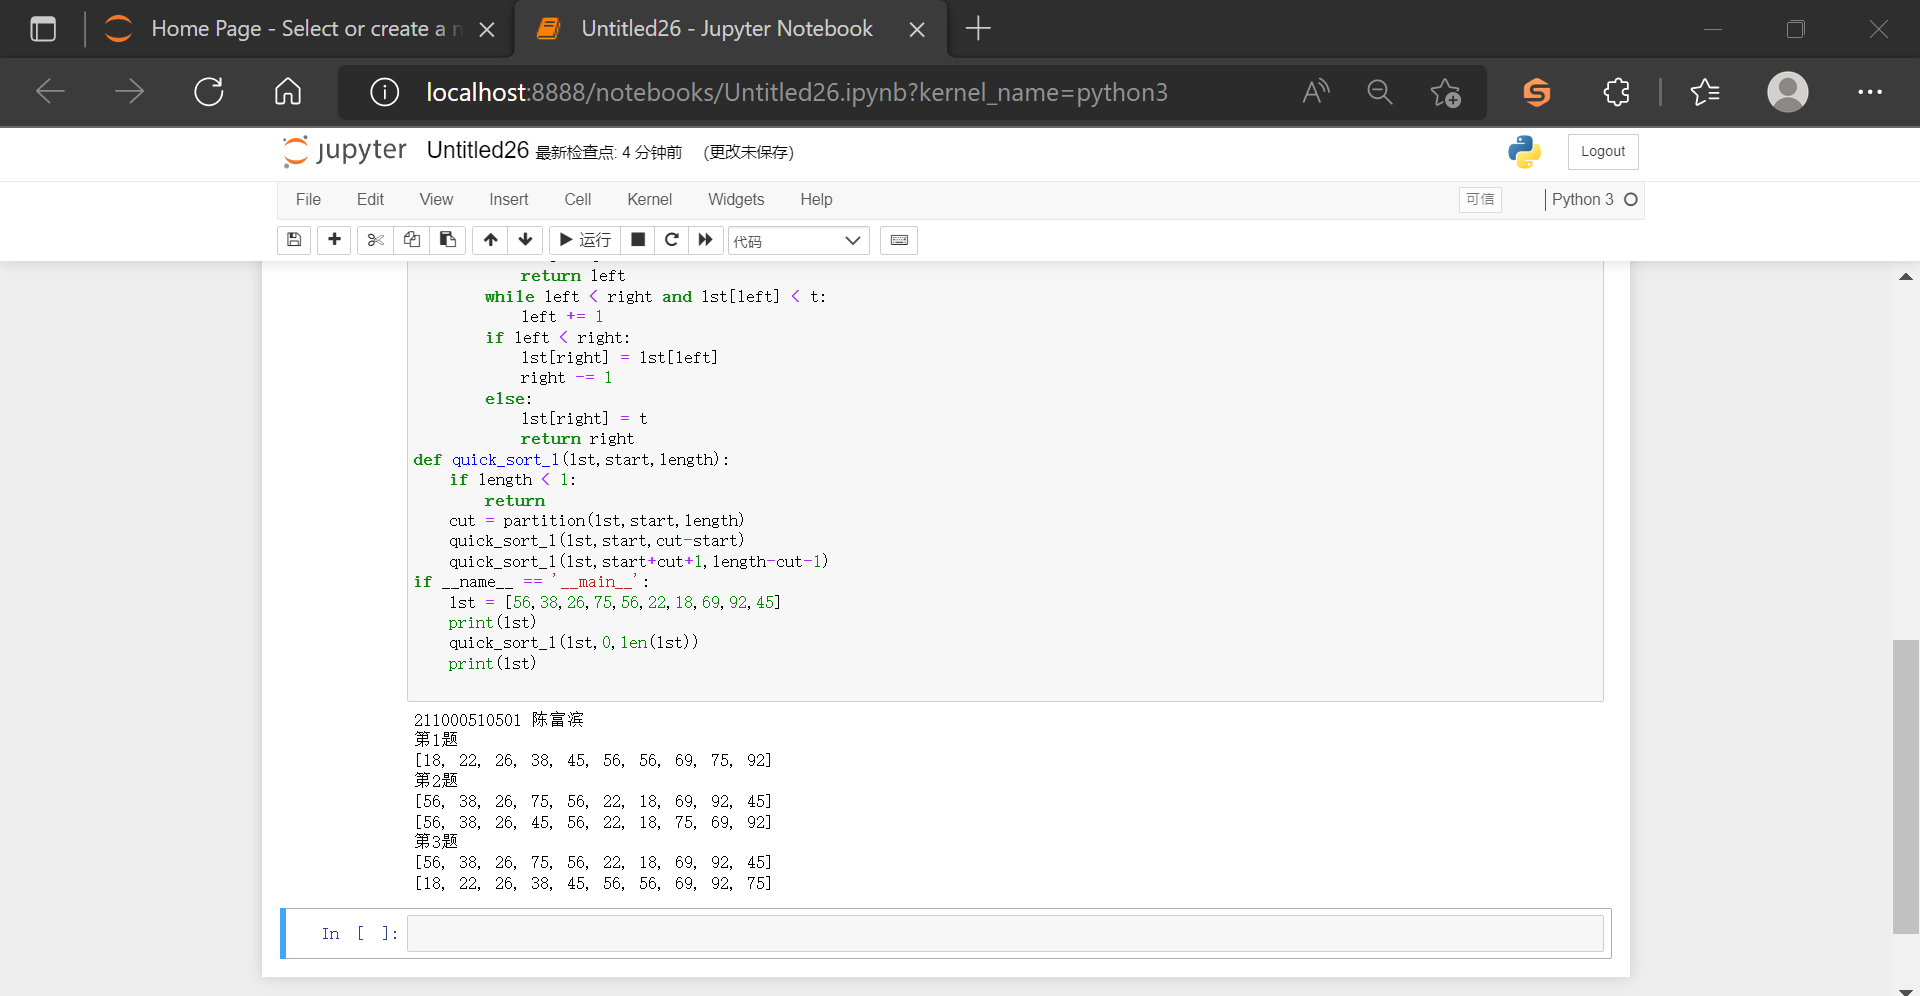 Home Page - Select or create a n
Untitled26 - Jupyter Notebook
localhost:8888/notebooks/Untitled26.ipynb?kernel_name=python3
jupyter Untitled26 最新检查点: 4 分钟前 (更改未保存)
Logout
File Edit View Insert Cell Kernel Widgets Help 可信 Python 3
运行 代码
return left
while left < right and lst[left] < t:
left += 1
if left < right:
lst[right] = lst[left]
right -= 1
else:
lst[right] = t
return right
def quick_sort_1(lst,start,length):
if length < 1:
return
cut = partition(lst,start,length)
quick_sort_1(lst,start,cut-start)
quick_sort_1(lst,start+cut+1,length-cut-1)
if __name__ == '__main__':
lst = [56,38,26,75,56,22,18,69,92,45]
print(lst)
quick_sort_1(lst,0,len(lst))
print(lst)
211000510501 陈富滨
第1题
[18, 22, 26, 38, 45, 56, 56, 69, 75, 92]
第2题
[56, 38, 26, 75, 56, 22, 18, 69, 92, 45]
[56, 38, 26, 45, 56, 22, 18, 75, 69, 92]
第3题
[56, 38, 26, 75, 56, 22, 18, 69, 92, 45]
[18, 22, 26, 38, 45, 56, 56, 69, 92, 75]
In [ ]: